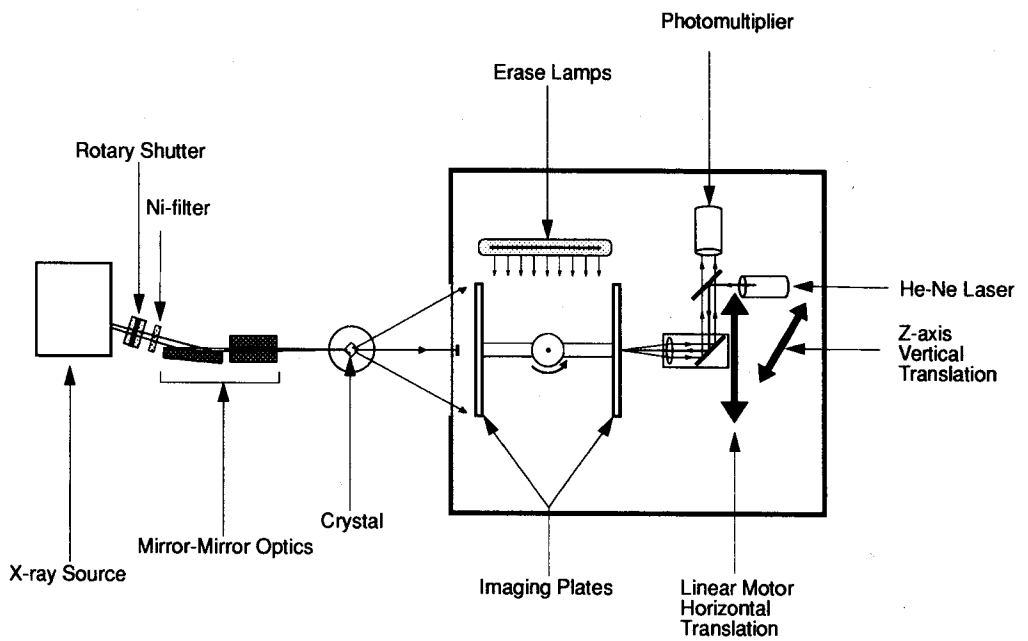 Photomultiplier
Erase Lamps
Rotary Shutter
Ni-filter
He-Ne Laser
Z-axis
Vertical
Translation
Crystal
Mirror-Mirror Optics
X-ray Source
Imaging Plates
Linear Motor
Horizontal
Translation